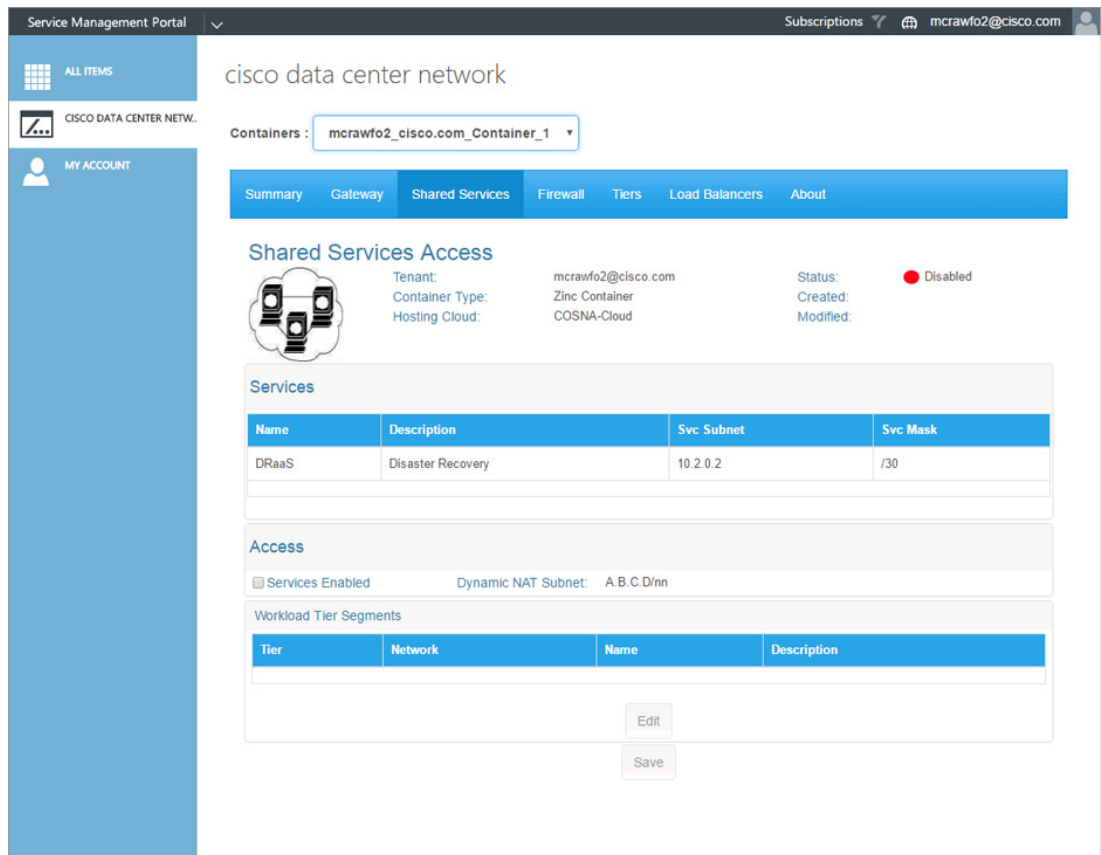 Service Management Portal
Subscriptions mcrawfo2@cisco.com
ALL ITEMS
CISCO DATA CENTER NETW..
MY ACCOUNT
cisco data center network
Containers : mcrawfo2_cisco.com_Container_1
Summary Gateway Shared Services Firewall Tiers Load Balancers About
Shared Services Access
Tenant: mcrawfo2@cisco.com Status: Disabled
Container Type: Zinc Container Created:
Hosting Cloud: COSNA-Cloud Modified:
Services
Name Description Svc Subnet Svc Mask
DRaaS Disaster Recovery 10.2.0.2 /30
Access
Services Enabled Dynamic NAT Subnet: A.B.C.D/nn
Workload Tier Segments
Tier Network Name Description
Edit
Save